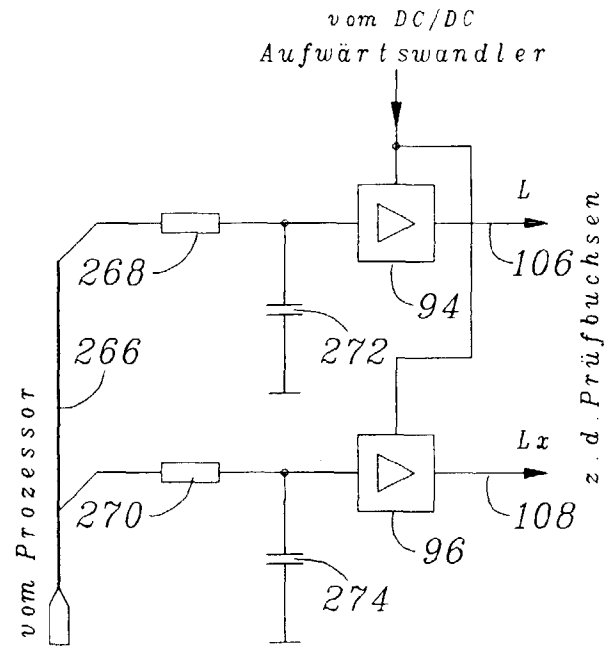 vom DC/DC
Aufwärtswandler
L
268
106
94
272
266
z.d.Prüfbuchsen
Lx
270
108
96
274
vom Prozessor